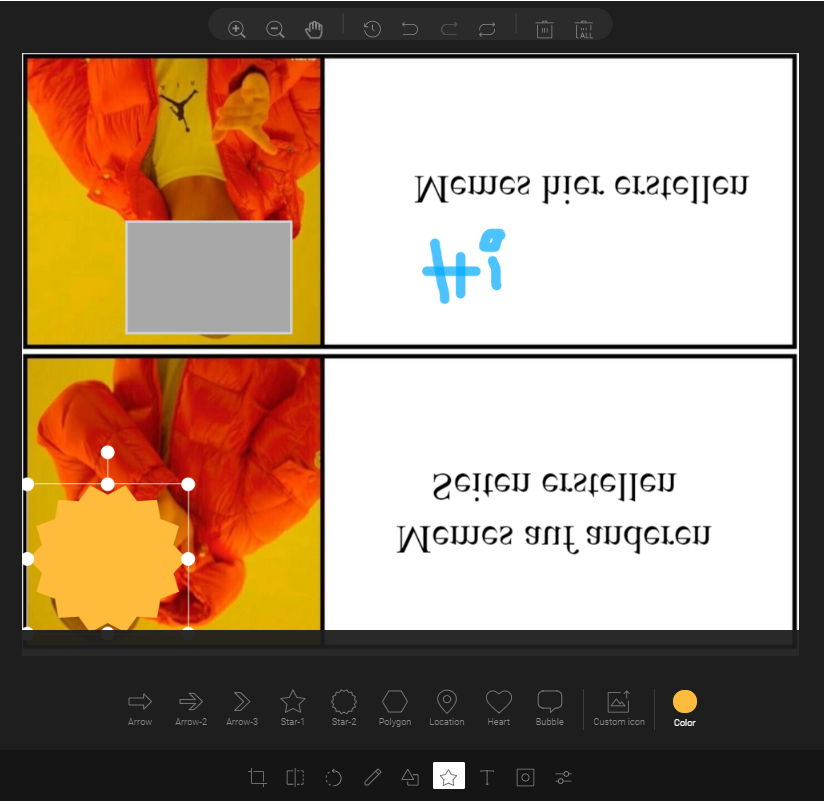 ALL
Memes hier erstellen
Hi
Memes auf anderen
Seiten erstellen
Arrow
Arrow-2
Arrow-3
Star-1
Star-2
Polygon
Location
Heart
Bubble
Custom icon
Color
T